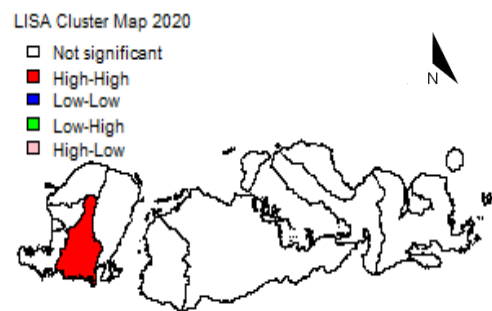 LISA Cluster Map 2020
Not significant
High-High
Low-Low
Low-High
High-Low
N